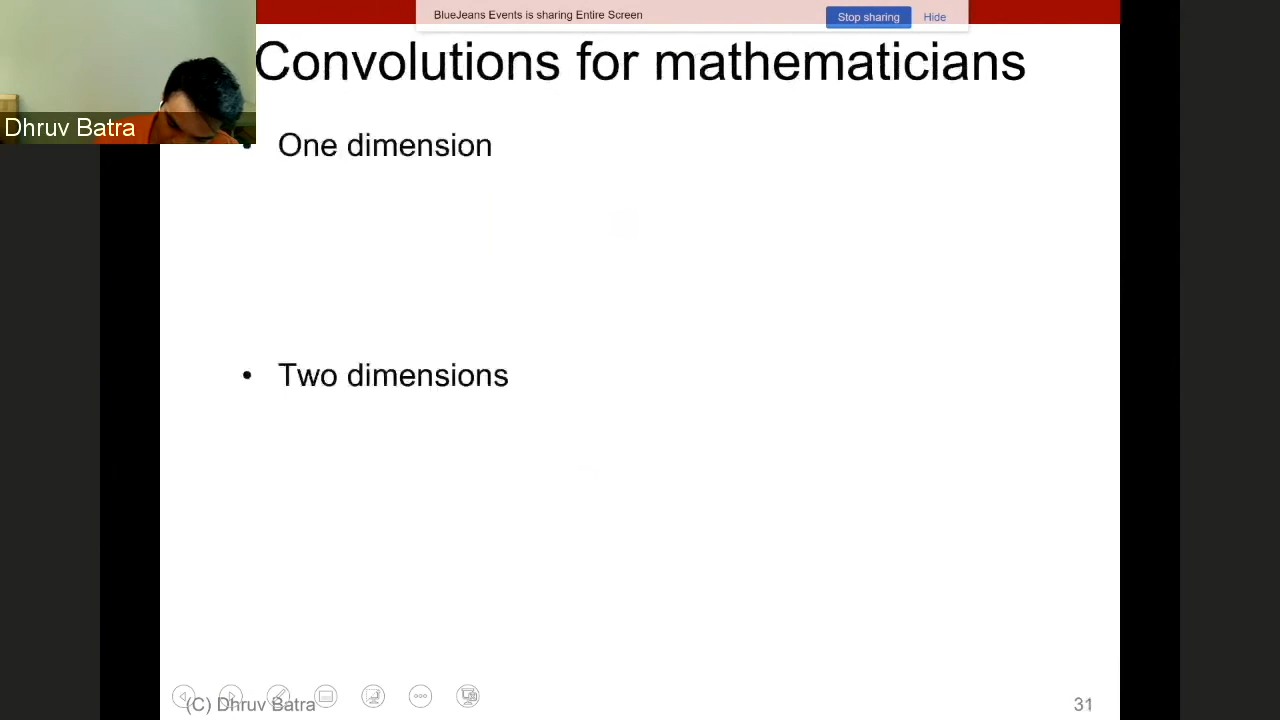 BlueJeans Events is sharing Entire Screen
Stop sharing
Hide
Convolutions for mathematicians
Dhruv Batra
• One dimension
• Two dimensions
(C) Dhruv Batra
31